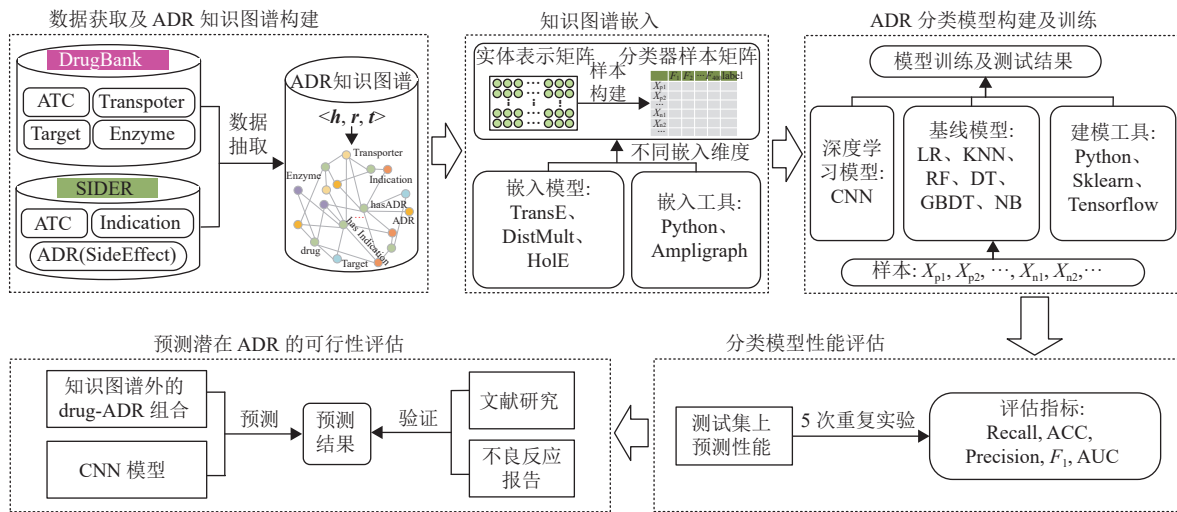 数据获取及 ADR 知识图谱构建
DrugBank
ATC
Transpoter
Target
Enzyme
SIDER
ATC
Indication
ADR(SideEffect)
数据
抽取
ADR知识图谱
<h, r, t>
Transporter
Enzyme
Indication
hasADR
ADR
has Indication
drug
Target
知识图谱嵌入
实体表示矩阵
分类器样本矩阵
样本
构建
F₁ F₂ ⋯ label
Xp1
Xp2
⋯
Xn1
Xn2
⋯
不同嵌入维度
嵌入模型:
TransE、
DistMult、
HolE
嵌入工具:
Python、
Ampligraph
ADR 分类模型构建及训练
模型训练及测试结果
深度学
习模型:
CNN
基线模型:
LR、KNN、
RF、DT、
GBDT、NB
建模工具:
Python、
Sklearn、
Tensorflow
样本: Xp1, Xp2, ⋯, Xn1, Xn2,⋯
预测潜在 ADR 的可行性评估
知识图谱外的
drug-ADR 组合
CNN 模型
预测
预测
结果
验证
文献研究
不良反应
报告
分类模型性能评估
测试集上
预测性能
5 次重复实验
评估指标:
Recall, ACC,
Precision, F₁, AUC